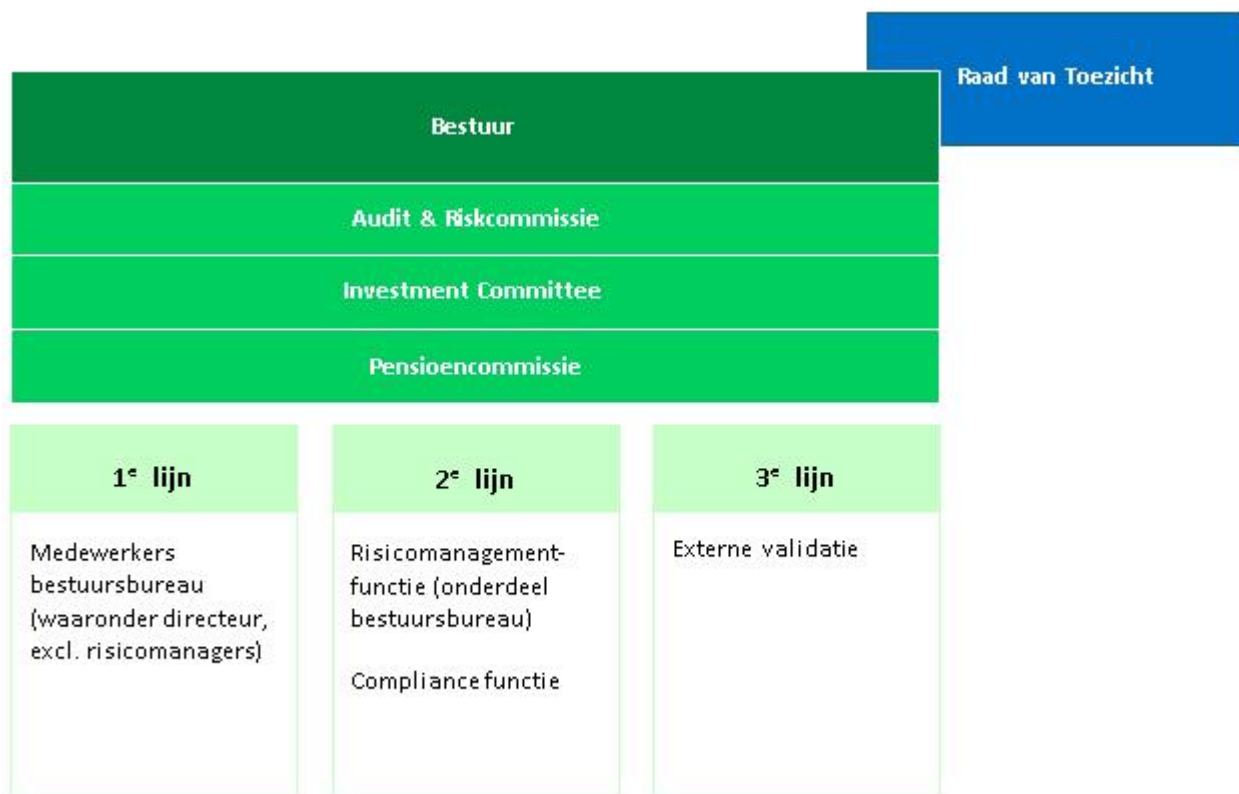 Raad van Toezicht
Bestuur
Audit & Riskcommissie
Investment Committee
Pensioencommissie
1e lijn
Medewerkers
bestuursbureau
(waaronder directeur,
excl. risicomanagers)
2e lijn
Risicomanagement-
functie (onderdeel
bestuursbureau)
Compliance functie
3e lijn
Externe validatie